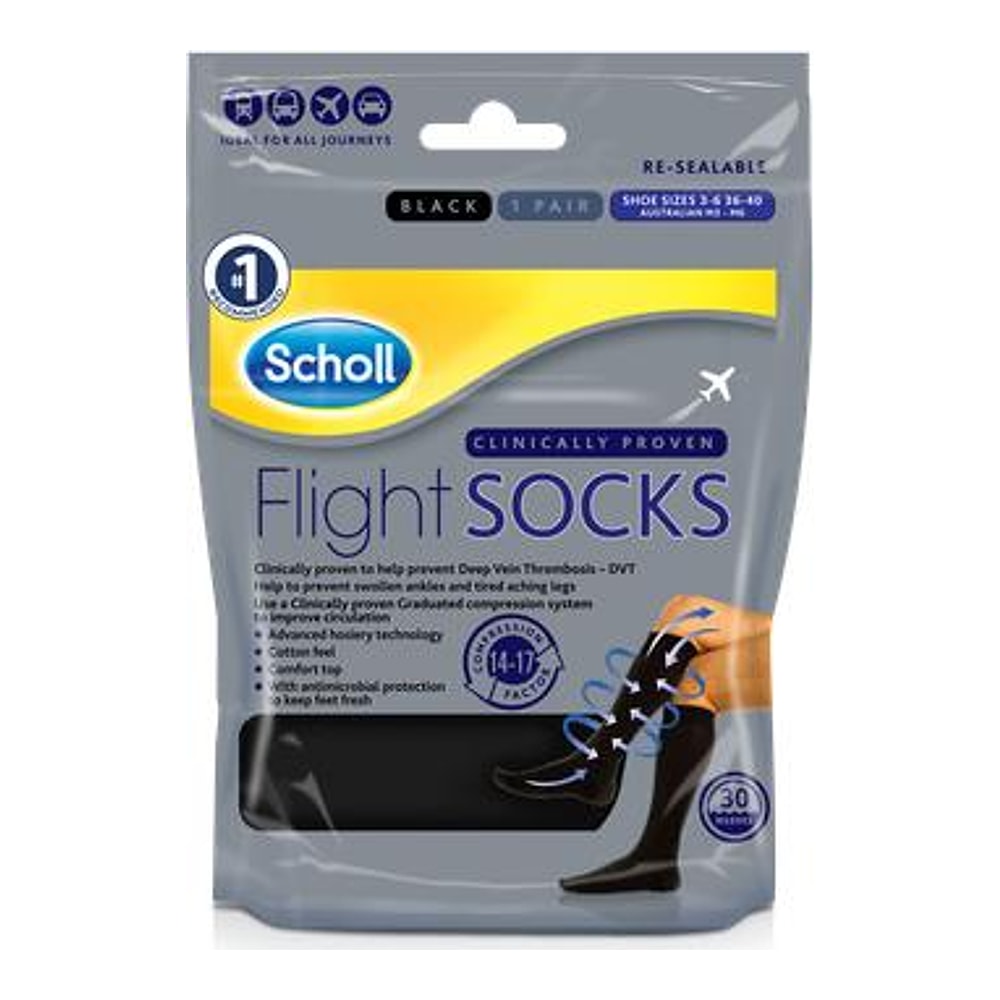 IDEAL FOR ALL JOURNEYS
RE-SEALABLE
BLACK
1 PAIR
SHOE SIZES 3-6 36-40
AUSTRALIAN M3 - M6
#1
RECOMMENDED
Scholl
CLINICALLY PROVEN
Flight SOCKS
Clinically proven to help prevent Deep Vein Thrombosis – DVT
Help to prevent swollen ankles and tired aching legs
Use a Clinically proven Graduated compression system
to improve circulation
• Advanced hosiery technology
• Cotton feel
• Comfort top
• With antimicrobial protection
to keep feet fresh
COMPRESSION
14-17
FACTOR
30